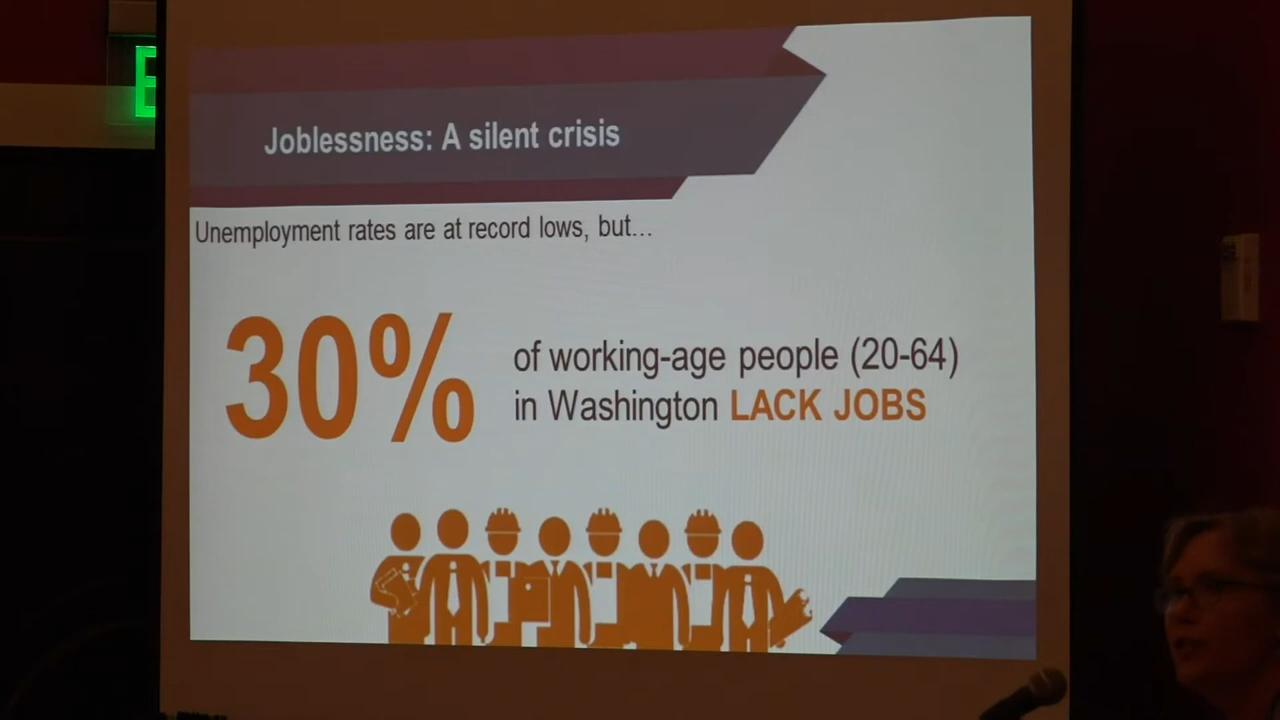 Joblessness: A silent crisis
Unemployment rates are at record lows, but...
30%
of working-age people (20-64)
in Washington LACK JOBS